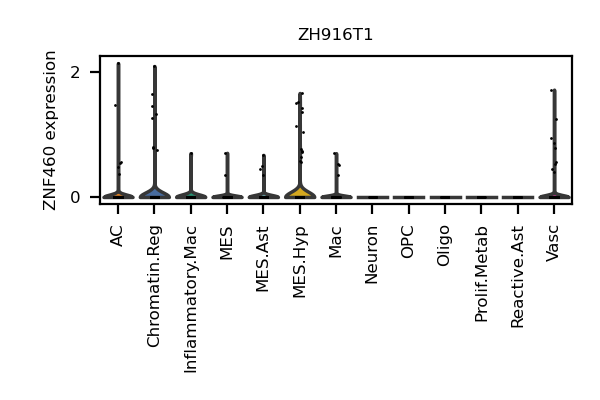 ZH916T1
ZNF460 expression
2
0
AC
Chromatin.Reg
Inflammatory.Mac
MES
MES.Ast
MES.Hyp
Mac
Neuron
OPC
Oligo
Prolif.Metab
Reactive.Ast
Vasc